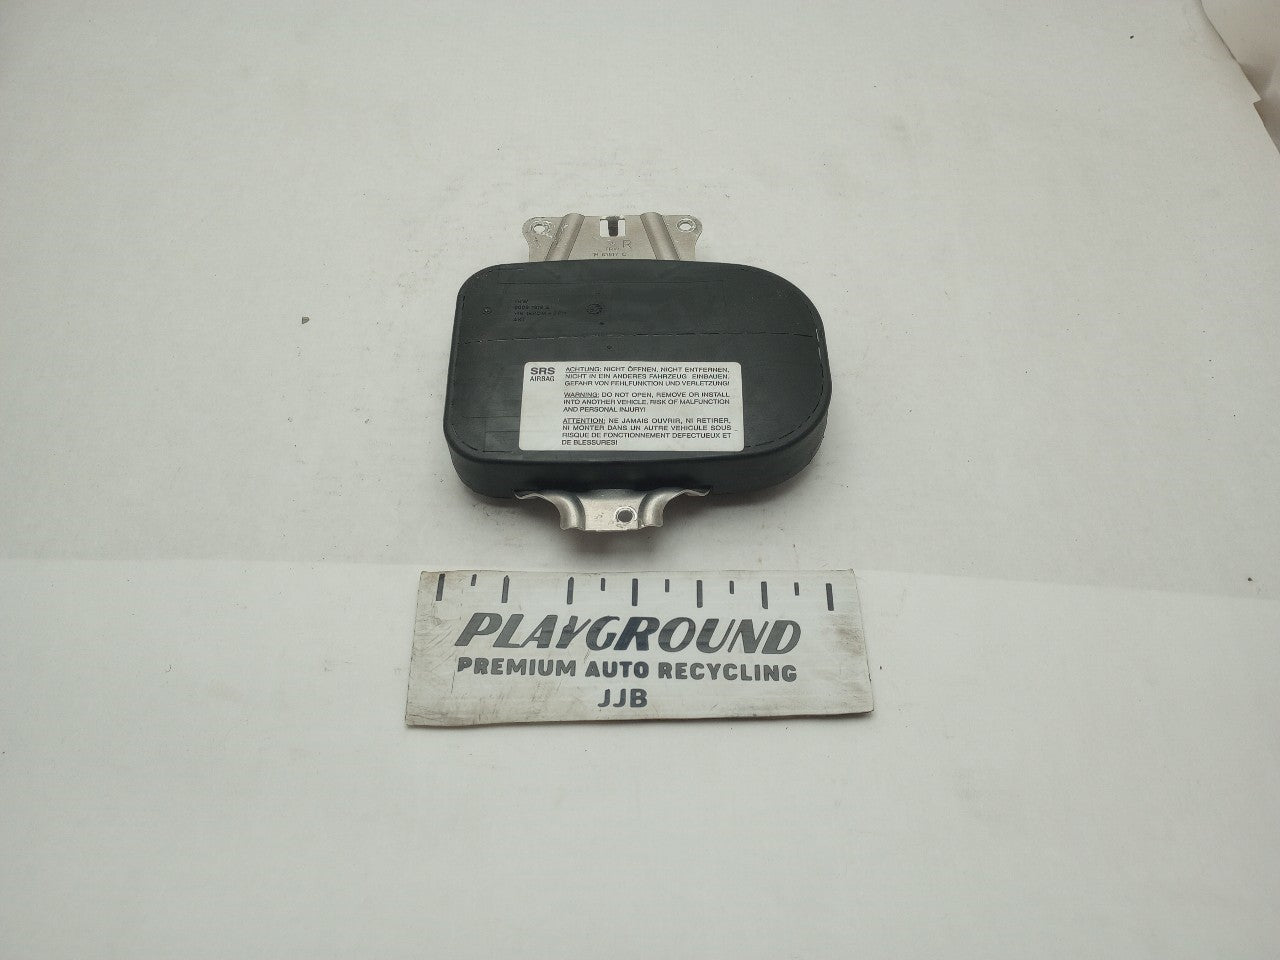 R
TRW
SRS
AIRBAG
ACHTUNG: NICHT ÖFFNEN, NICHT ENTFERNEN,
NICHT IN EIN ANDERES FAHRZEUG EINBAUEN.
GEFAHR VON FEHLFUNKTION UND VERLETZUNG!
WARNING: DO NOT OPEN, REMOVE OR INSTALL
INTO ANOTHER VEHICLE, RISK OF MALFUNCTION
AND PERSONAL INJURY!
ATTENTION: NE JAMAIS OUVRIR, NI RETIRER,
NI MONTER DANS UN AUTRE VEHICULE SOUS
RISQUE DE FONCTIONNEMENT DEFECTUEUX ET
DE BLESSURES!
PLAYGROUND
PREMIUM AUTO RECYCLING
JJB